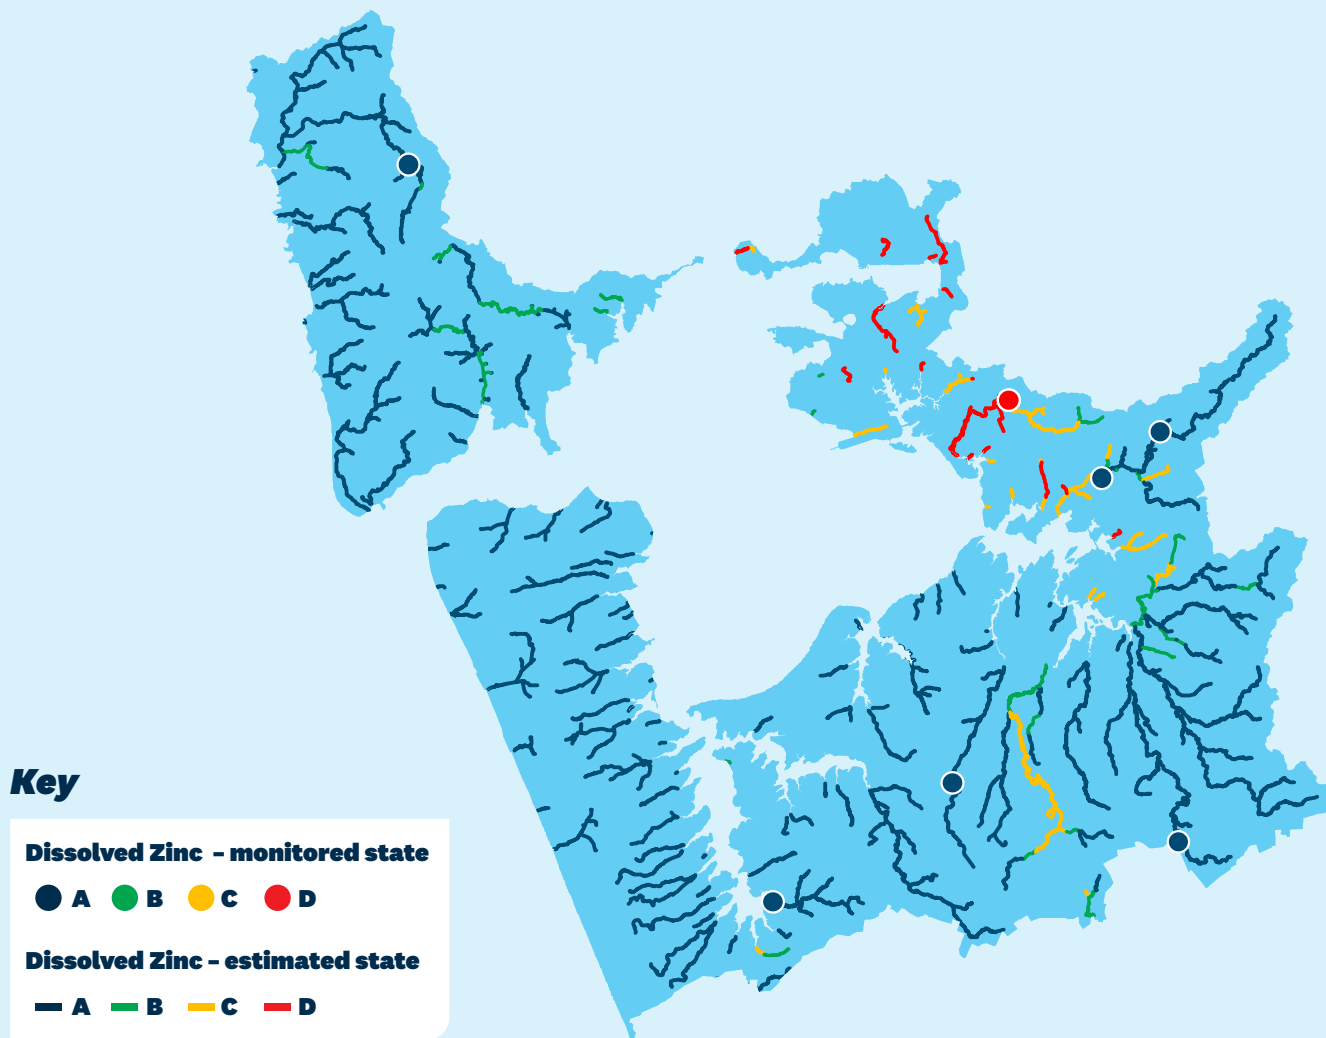 Key
Dissolved Zinc – monitored state
A B C D
Dissolved Zinc – estimated state
A B C D